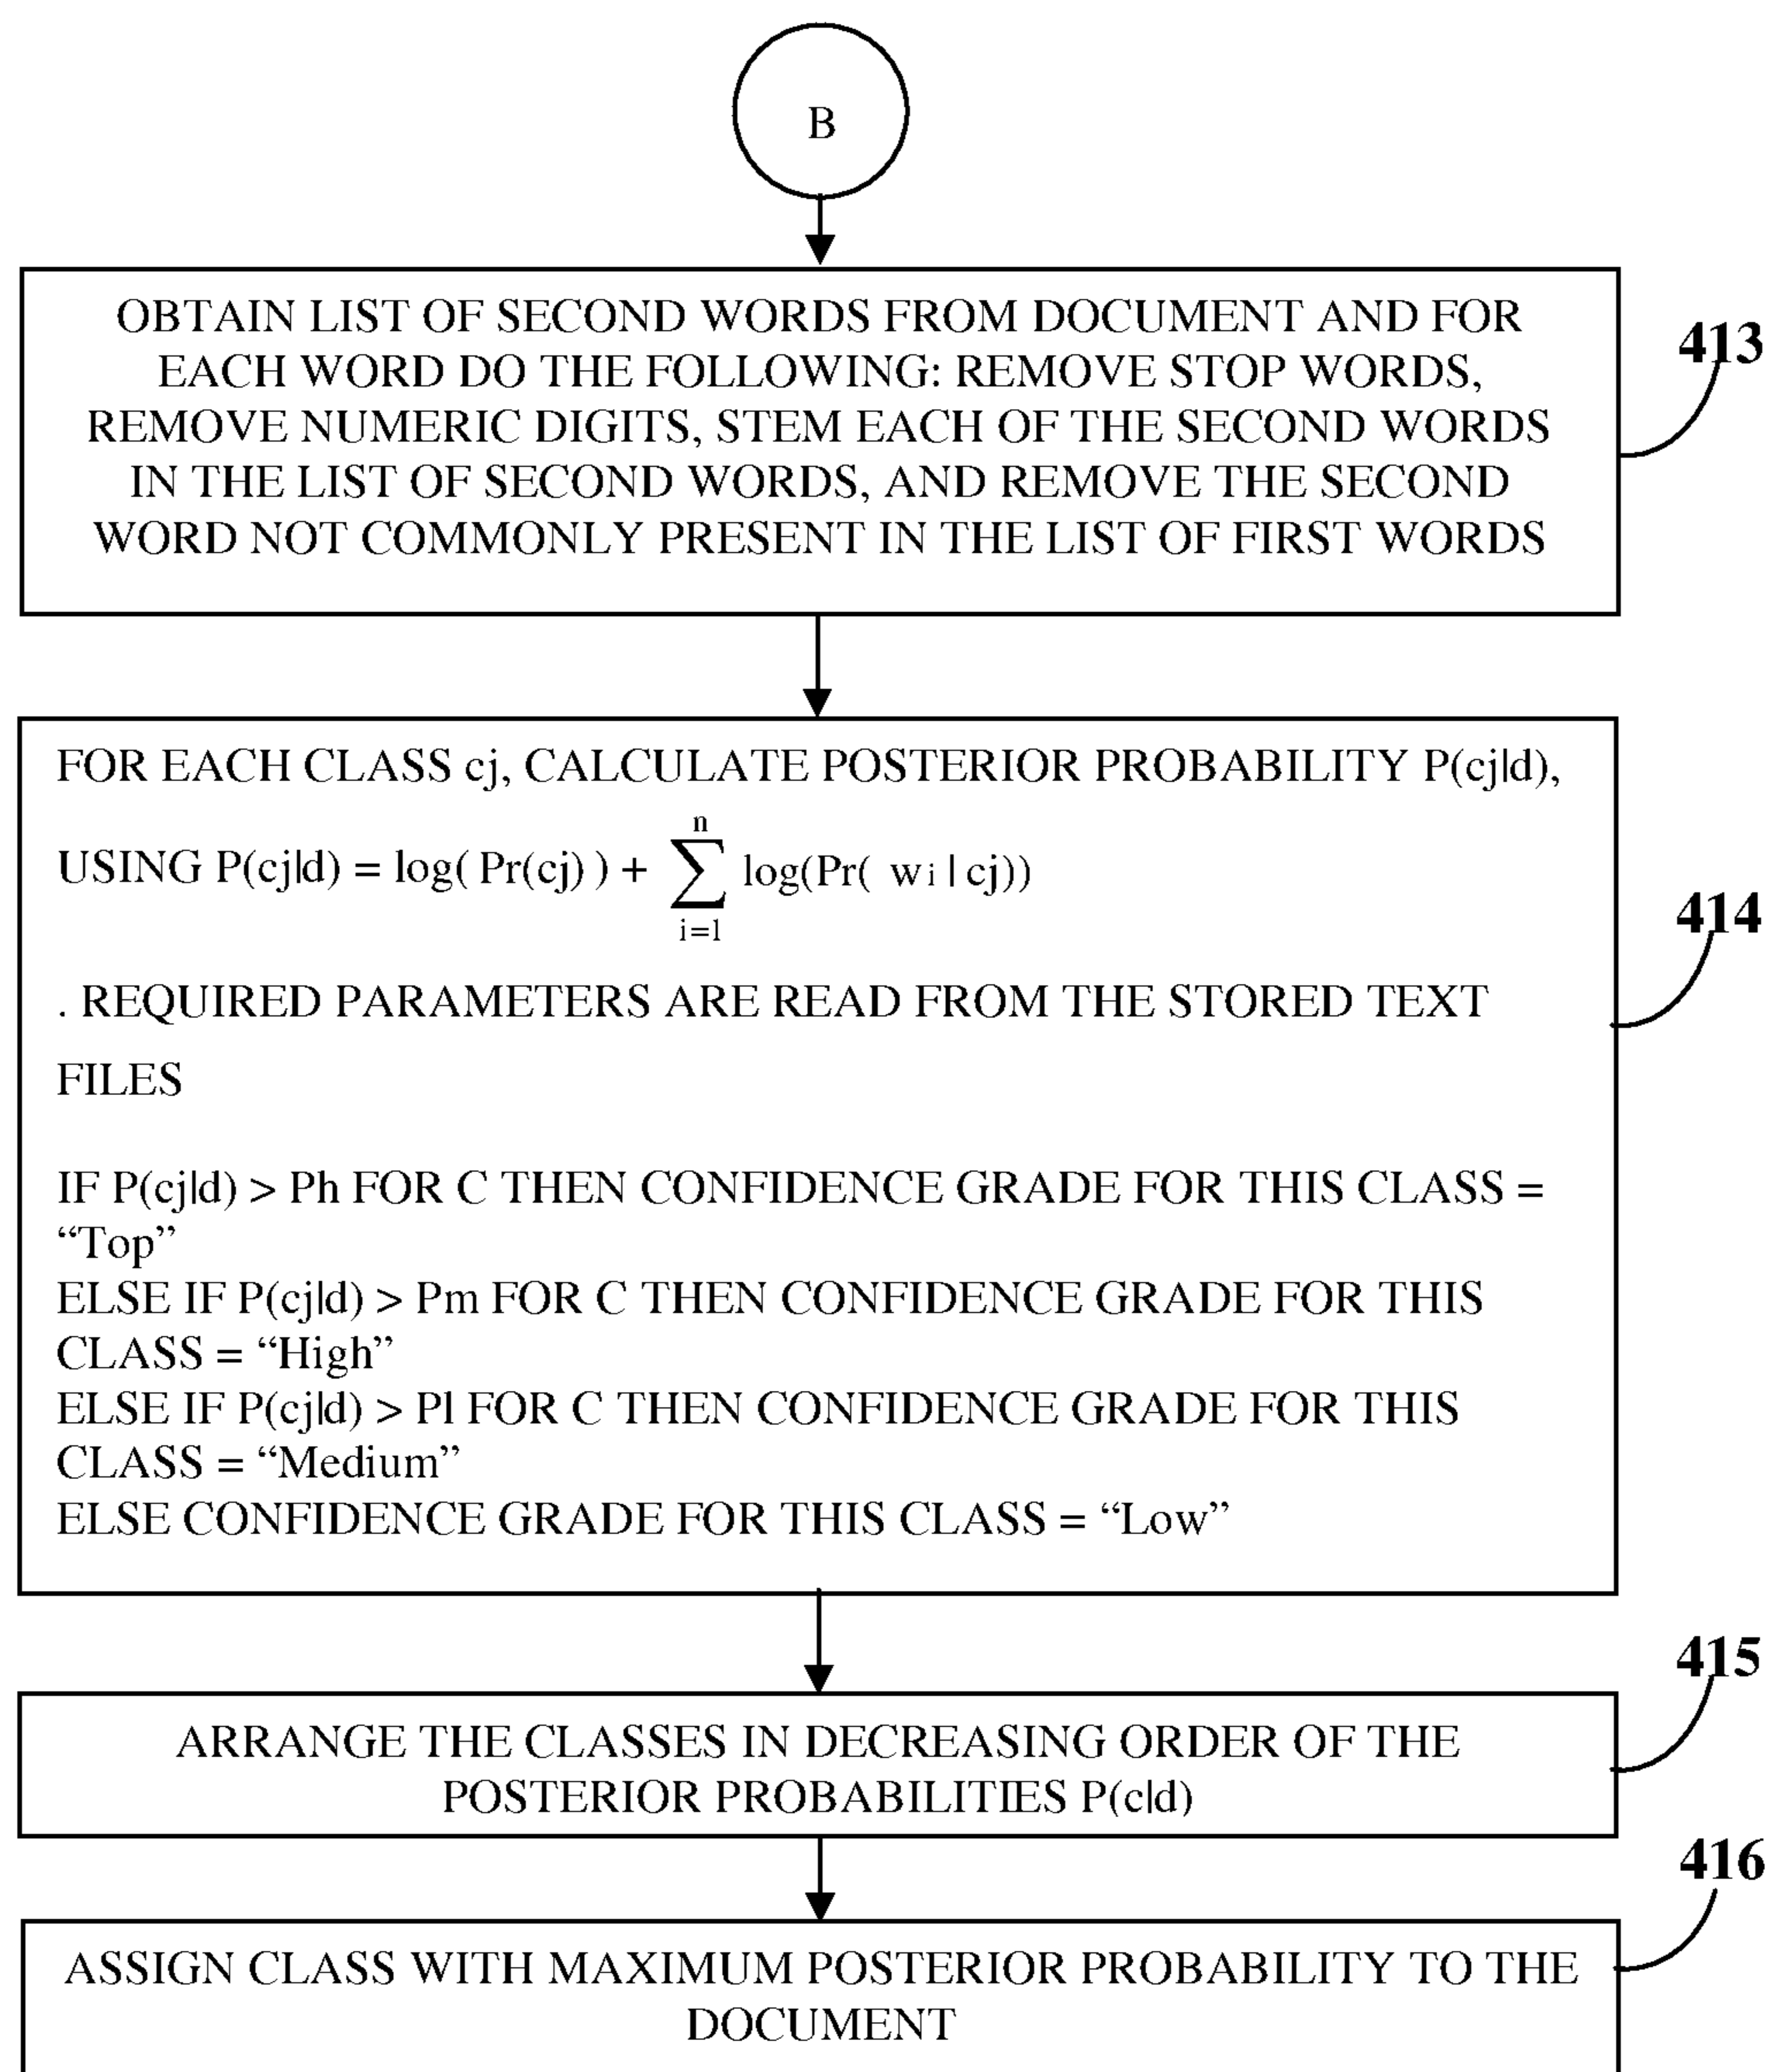 B
OBTAIN LIST OF SECOND WORDS FROM DOCUMENT AND FOR
EACH WORD DO THE FOLLOWING: REMOVE STOP WORDS,
REMOVE NUMERIC DIGITS, STEM EACH OF THE SECOND WORDS
IN THE LIST OF SECOND WORDS, AND REMOVE THE SECOND
WORD NOT COMMONLY PRESENT IN THE LIST OF FIRST WORDS
413
FOR EACH CLASS cj, CALCULATE POSTERIOR PROBABILITY P(cj|d),
USING P(cj|d) = log( Pr(cj) ) + n∑i=1 log(Pr( wi | cj))
. REQUIRED PARAMETERS ARE READ FROM THE STORED TEXT
FILES
IF P(cj|d) > Ph FOR C THEN CONFIDENCE GRADE FOR THIS CLASS =
“Top”
ELSE IF P(cj|d) > Pm FOR C THEN CONFIDENCE GRADE FOR THIS
CLASS = “High”
ELSE IF P(cj|d) > Pl FOR C THEN CONFIDENCE GRADE FOR THIS
CLASS = “Medium”
ELSE CONFIDENCE GRADE FOR THIS CLASS = “Low”
414
ARRANGE THE CLASSES IN DECREASING ORDER OF THE
POSTERIOR PROBABILITIES P(c|d)
415
ASSIGN CLASS WITH MAXIMUM POSTERIOR PROBABILITY TO THE
DOCUMENT
416